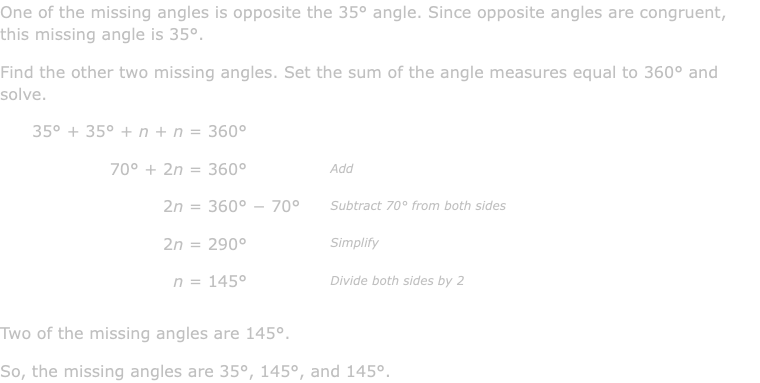 One of the missing angles is opposite the 35° angle. Since opposite angles are congruent,
this missing angle is 35°.
Find the other two missing angles. Set the sum of the angle measures equal to 360° and
solve.
35° + 35° + n + n = 360°
70° + 2n = 360° Add
2n = 360° − 70° Subtract 70° from both sides
2n = 290° Simplify
n = 145° Divide both sides by 2
Two of the missing angles are 145°.
So, the missing angles are 35°, 145°, and 145°.